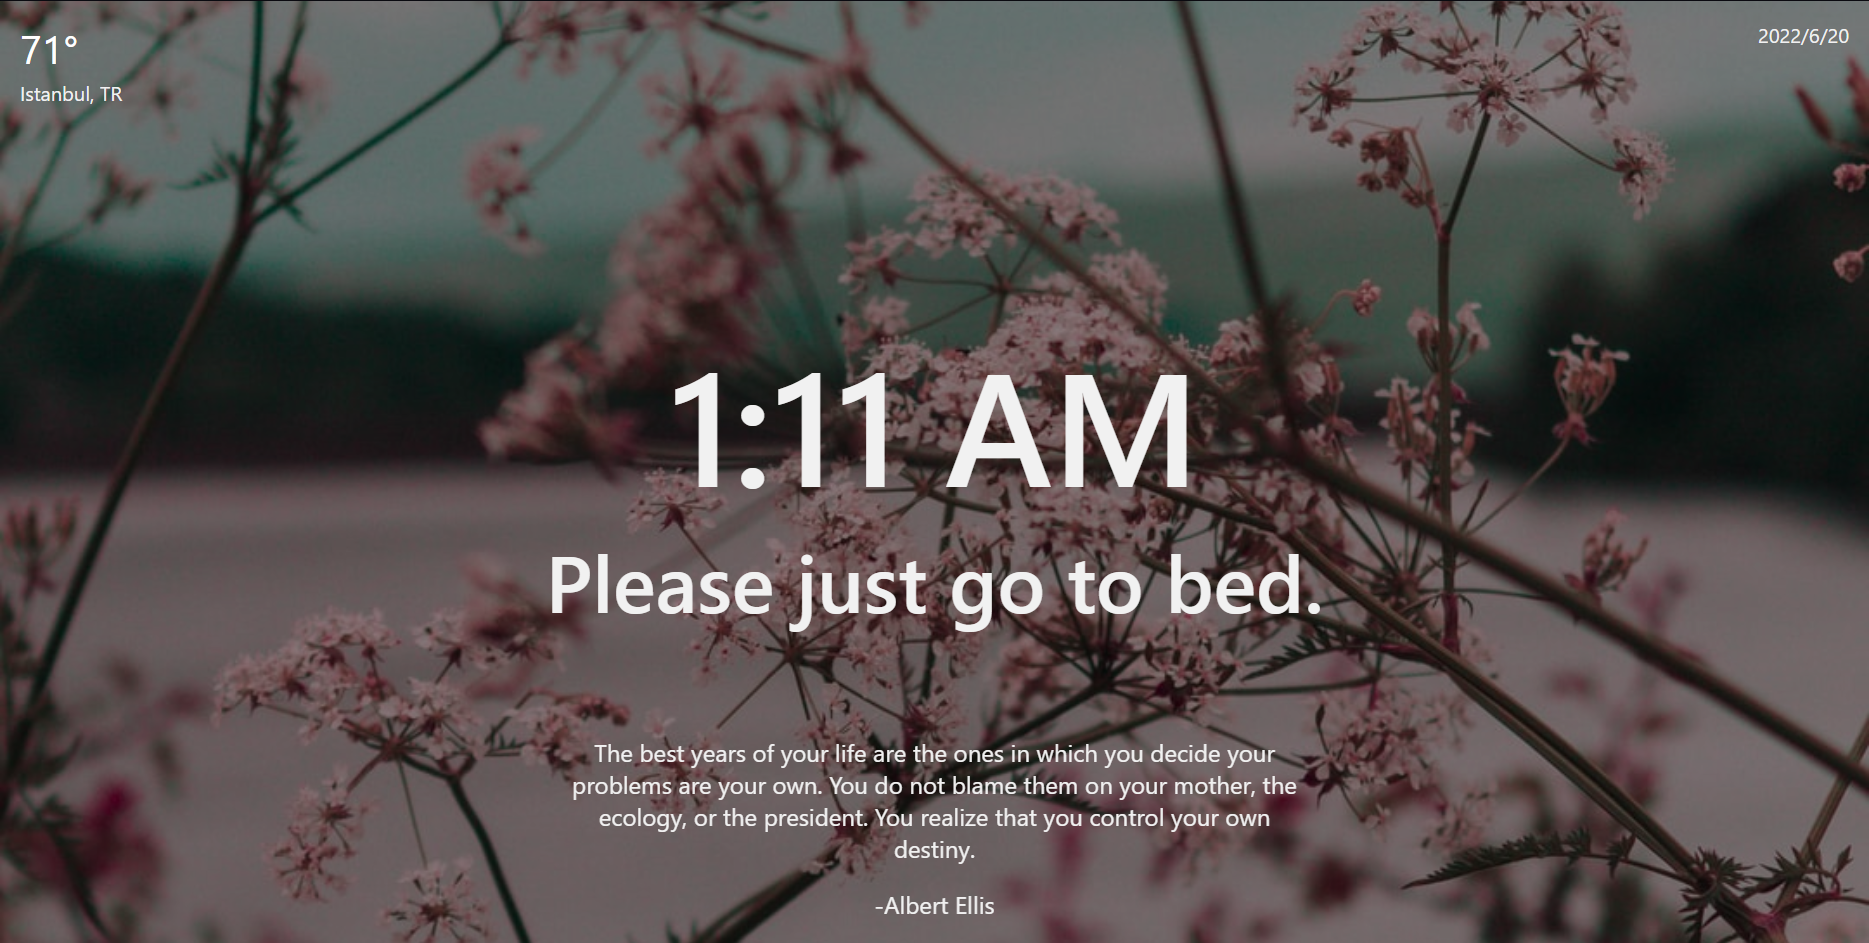 71°
2022/6/20
Istanbul, TR
1:11 AM
Please just go to bed.
The best years of your life are the ones in which you decide your
problems are your own. You do not blame them on your mother, the
ecology, or the president. You realize that you control your own
destiny.
-Albert Ellis